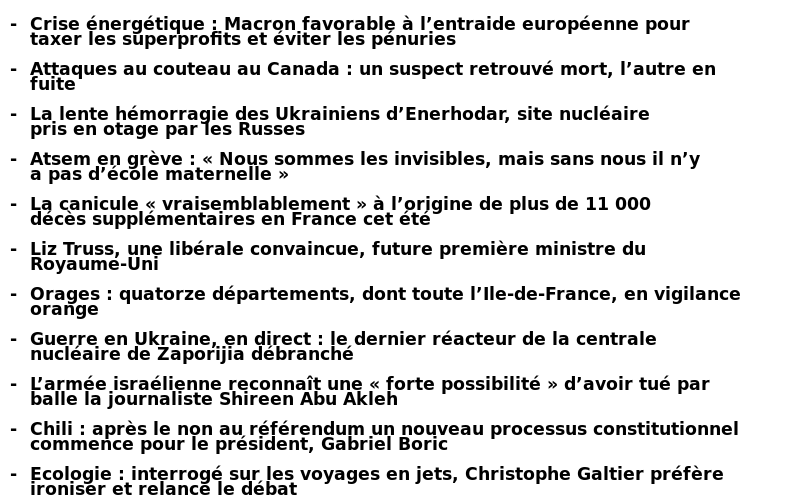 - Crise énergétique : Macron favorable à l’entraide européenne pour
taxer les superprofits et éviter les pénuries
- Attaques au couteau au Canada : un suspect retrouvé mort, l’autre en
fuite
- La lente hémorragie des Ukrainiens d’Enerhodar, site nucléaire
pris en otage par les Russes
- Atsem en grève : « Nous sommes les invisibles, mais sans nous il n’y
a pas d’école maternelle »
- La canicule « vraisemblablement » à l’origine de plus de 11 000
décès supplémentaires en France cet été
- Liz Truss, une libérale convaincue, future première ministre du
Royaume-Uni
- Orages : quatorze départements, dont toute l’Ile-de-France, en vigilance
orange
- Guerre en Ukraine, en direct : le dernier réacteur de la centrale
nucléaire de Zaporijia débranché
- L’armée israélienne reconnaît une « forte possibilité » d’avoir tué par
balle la journaliste Shireen Abu Akleh
- Chili : après le non au référendum un nouveau processus constitutionnel
commence pour le président, Gabriel Boric
- Ecologie : interrogé sur les voyages en jets, Christophe Galtier préfère
ironiser et relance le débat